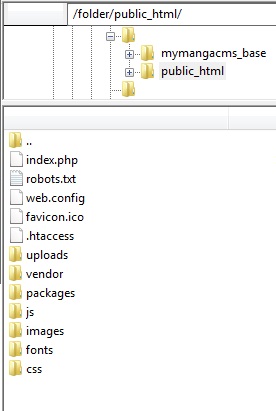 /folder/public_html/
mymangacms_base
public_html
..
index.php
robots.txt
web.config
favicon.ico
.htaccess
uploads
vendor
packages
js
images
fonts
css